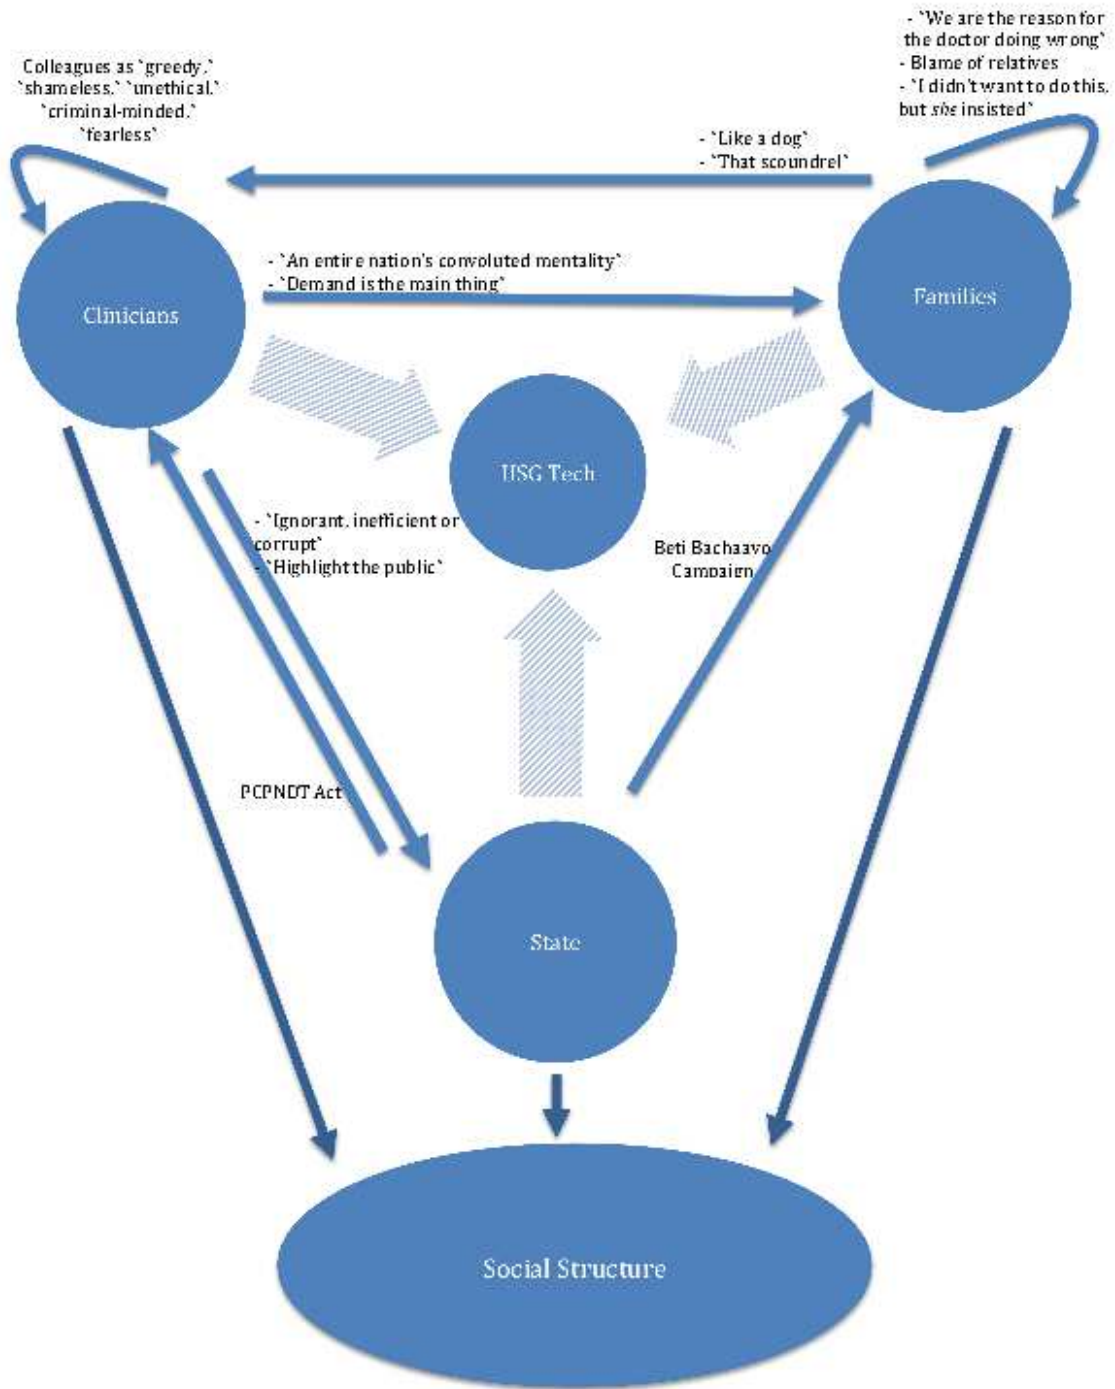 - "We are the reason for
the doctor doing wrong"
- Blame of relatives
- "I didn't want to do this,
but she insisted"
Colleagues as "greedy,"
"shameless," "unethical,"
"criminal-minded,"
"fearless"
- "Like a dog"
- "That scoundrel"
- "An entire nation's convoluted mentality"
- "Demand is the main thing"
Clinicians
Families
USG Tech
- "Ignorant, inefficient or
corrupt"
- "Highlight the public"
Beti Bachaavo
Campaign
PCPNDT Act
State
Social Structure